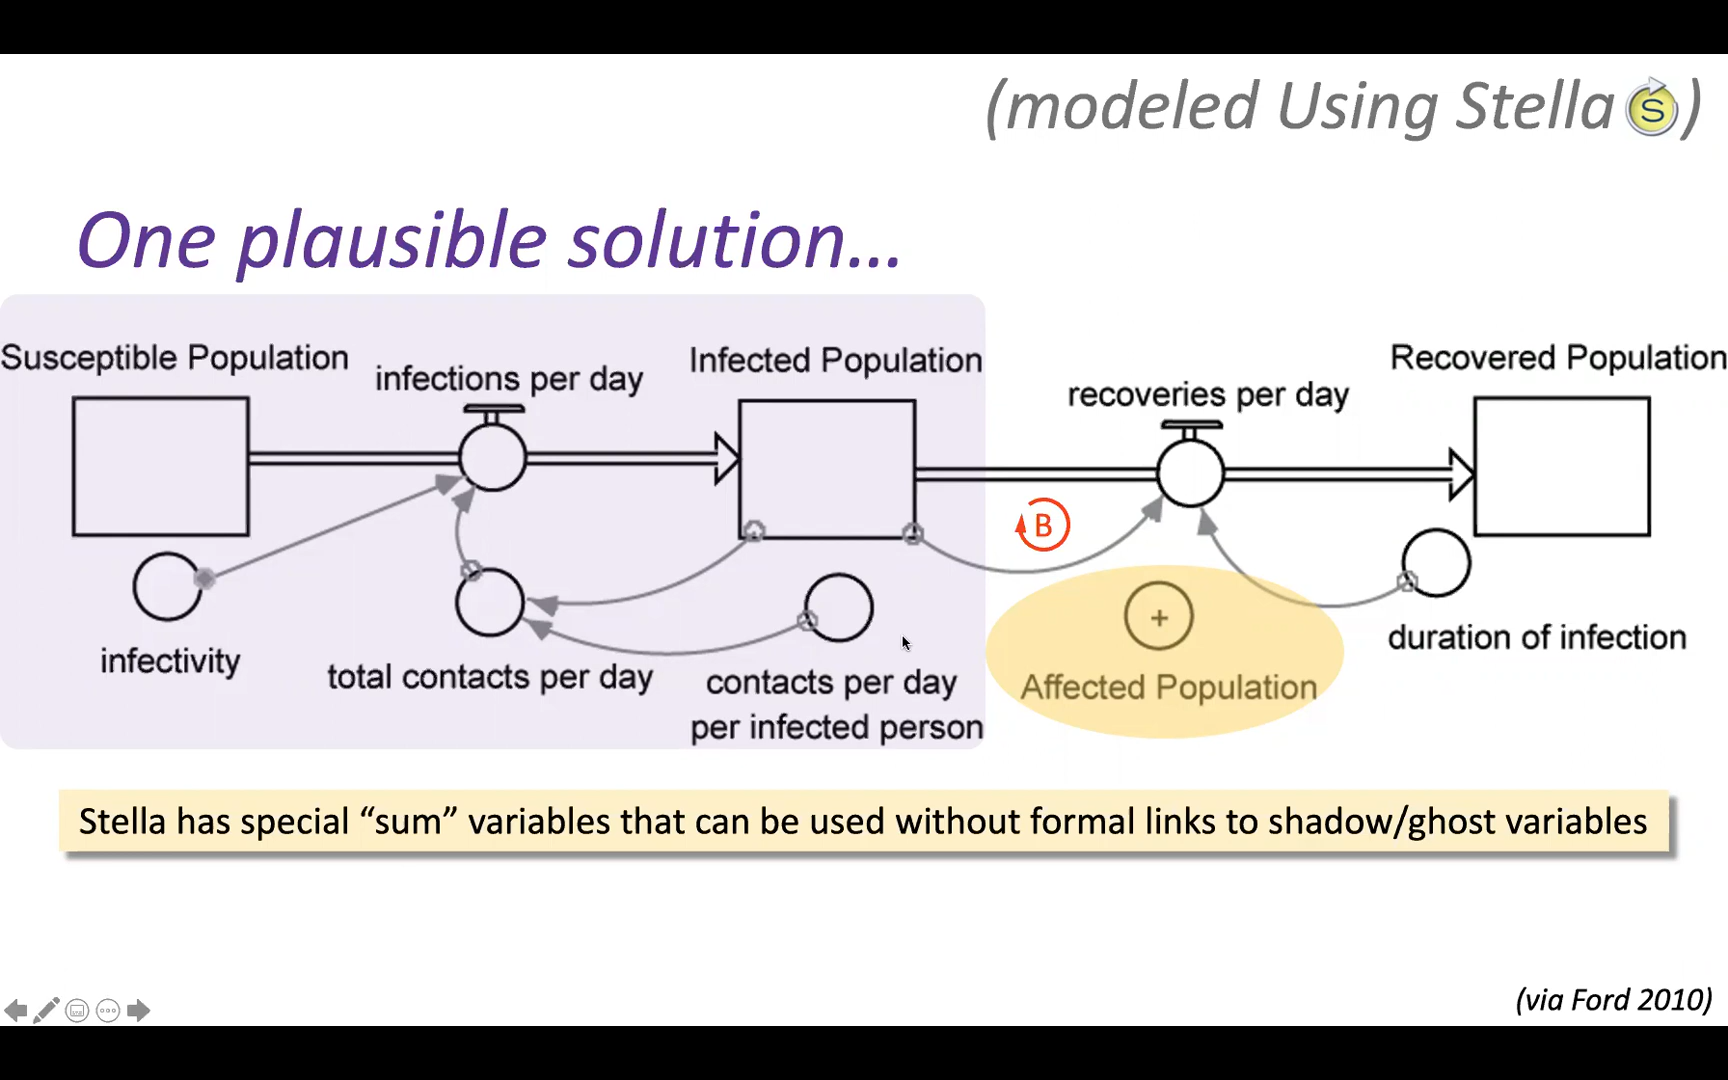 (modeled Using Stella S)
One plausible solution...
Susceptible Population
infections per day
Infected Population
recoveries per day
Recovered Population
B
+
infectivity
total contacts per day
contacts per day
per infected person
Affected Population
duration of infection
Stella has special “sum” variables that can be used without formal links to shadow/ghost variables
(via Ford 2010)